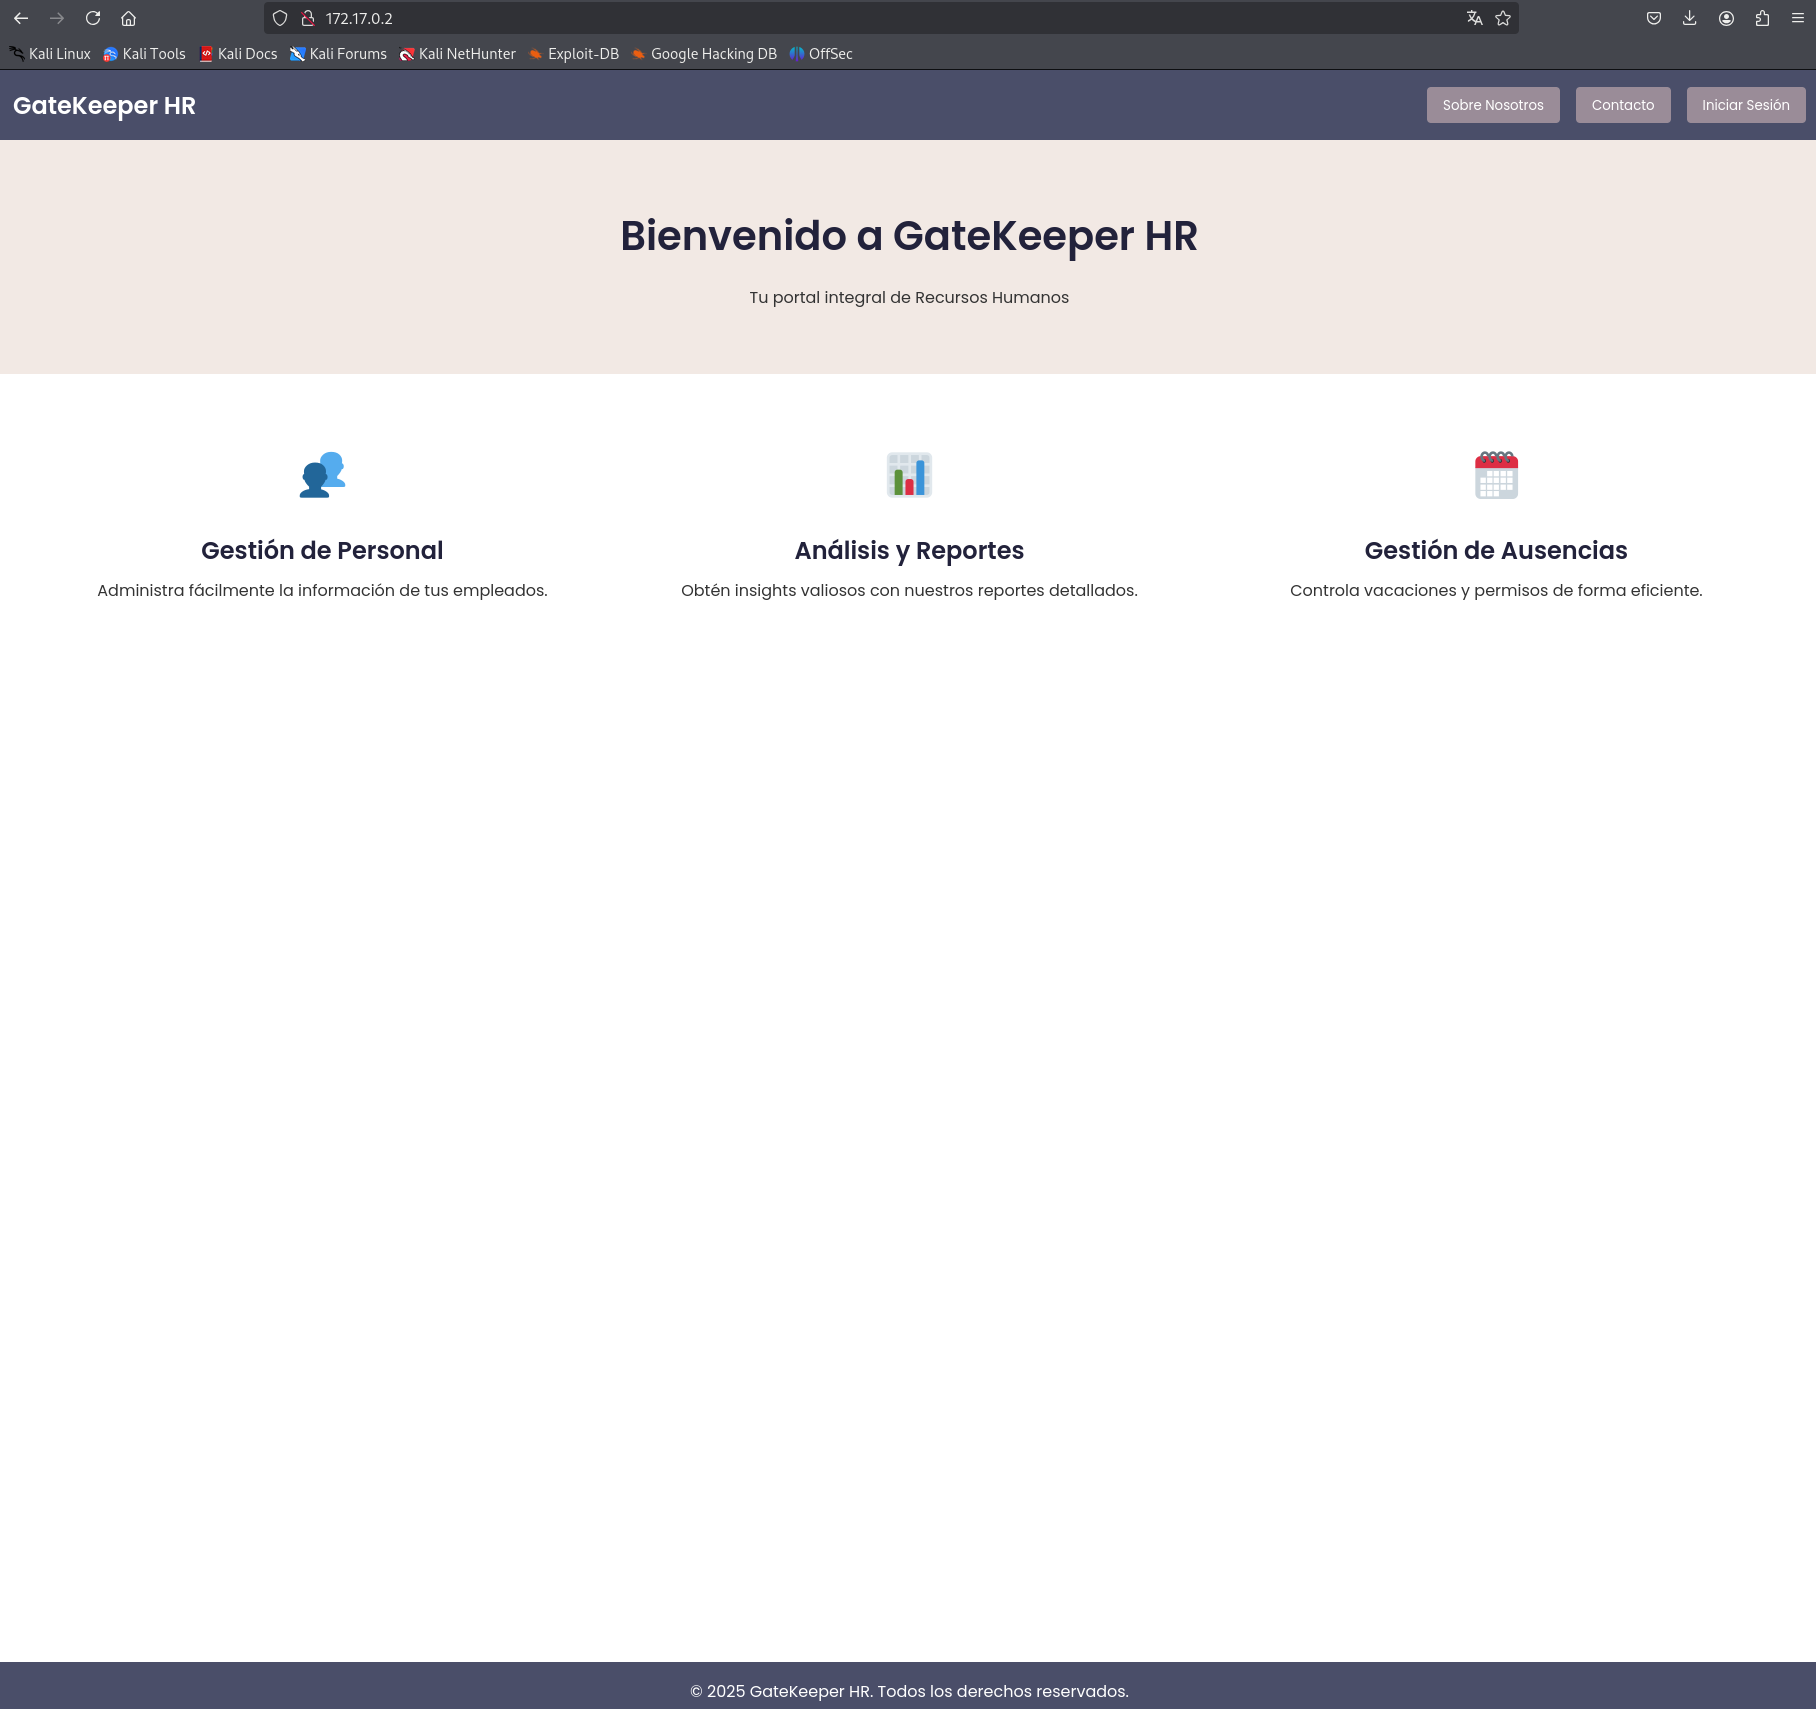 172.17.0.2
Kali Linux Kali Tools Kali Docs Kali Forums Kali NetHunter Exploit-DB Google Hacking DB OffSec
GateKeeper HR Sobre Nosotros Contacto Iniciar Sesión
Bienvenido a GateKeeper HR
Tu portal integral de Recursos Humanos
Gestión de Personal
Administra fácilmente la información de tus empleados.
Análisis y Reportes
Obtén insights valiosos con nuestros reportes detallados.
Gestión de Ausencias
Controla vacaciones y permisos de forma eficiente.
© 2025 GateKeeper HR. Todos los derechos reservados.